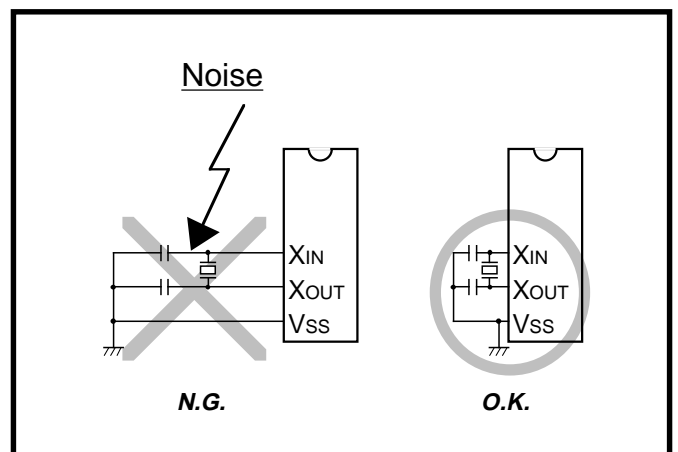 Noise
XIN
XOUT
VSS
N.G.
XIN
XOUT
VSS
O.K.